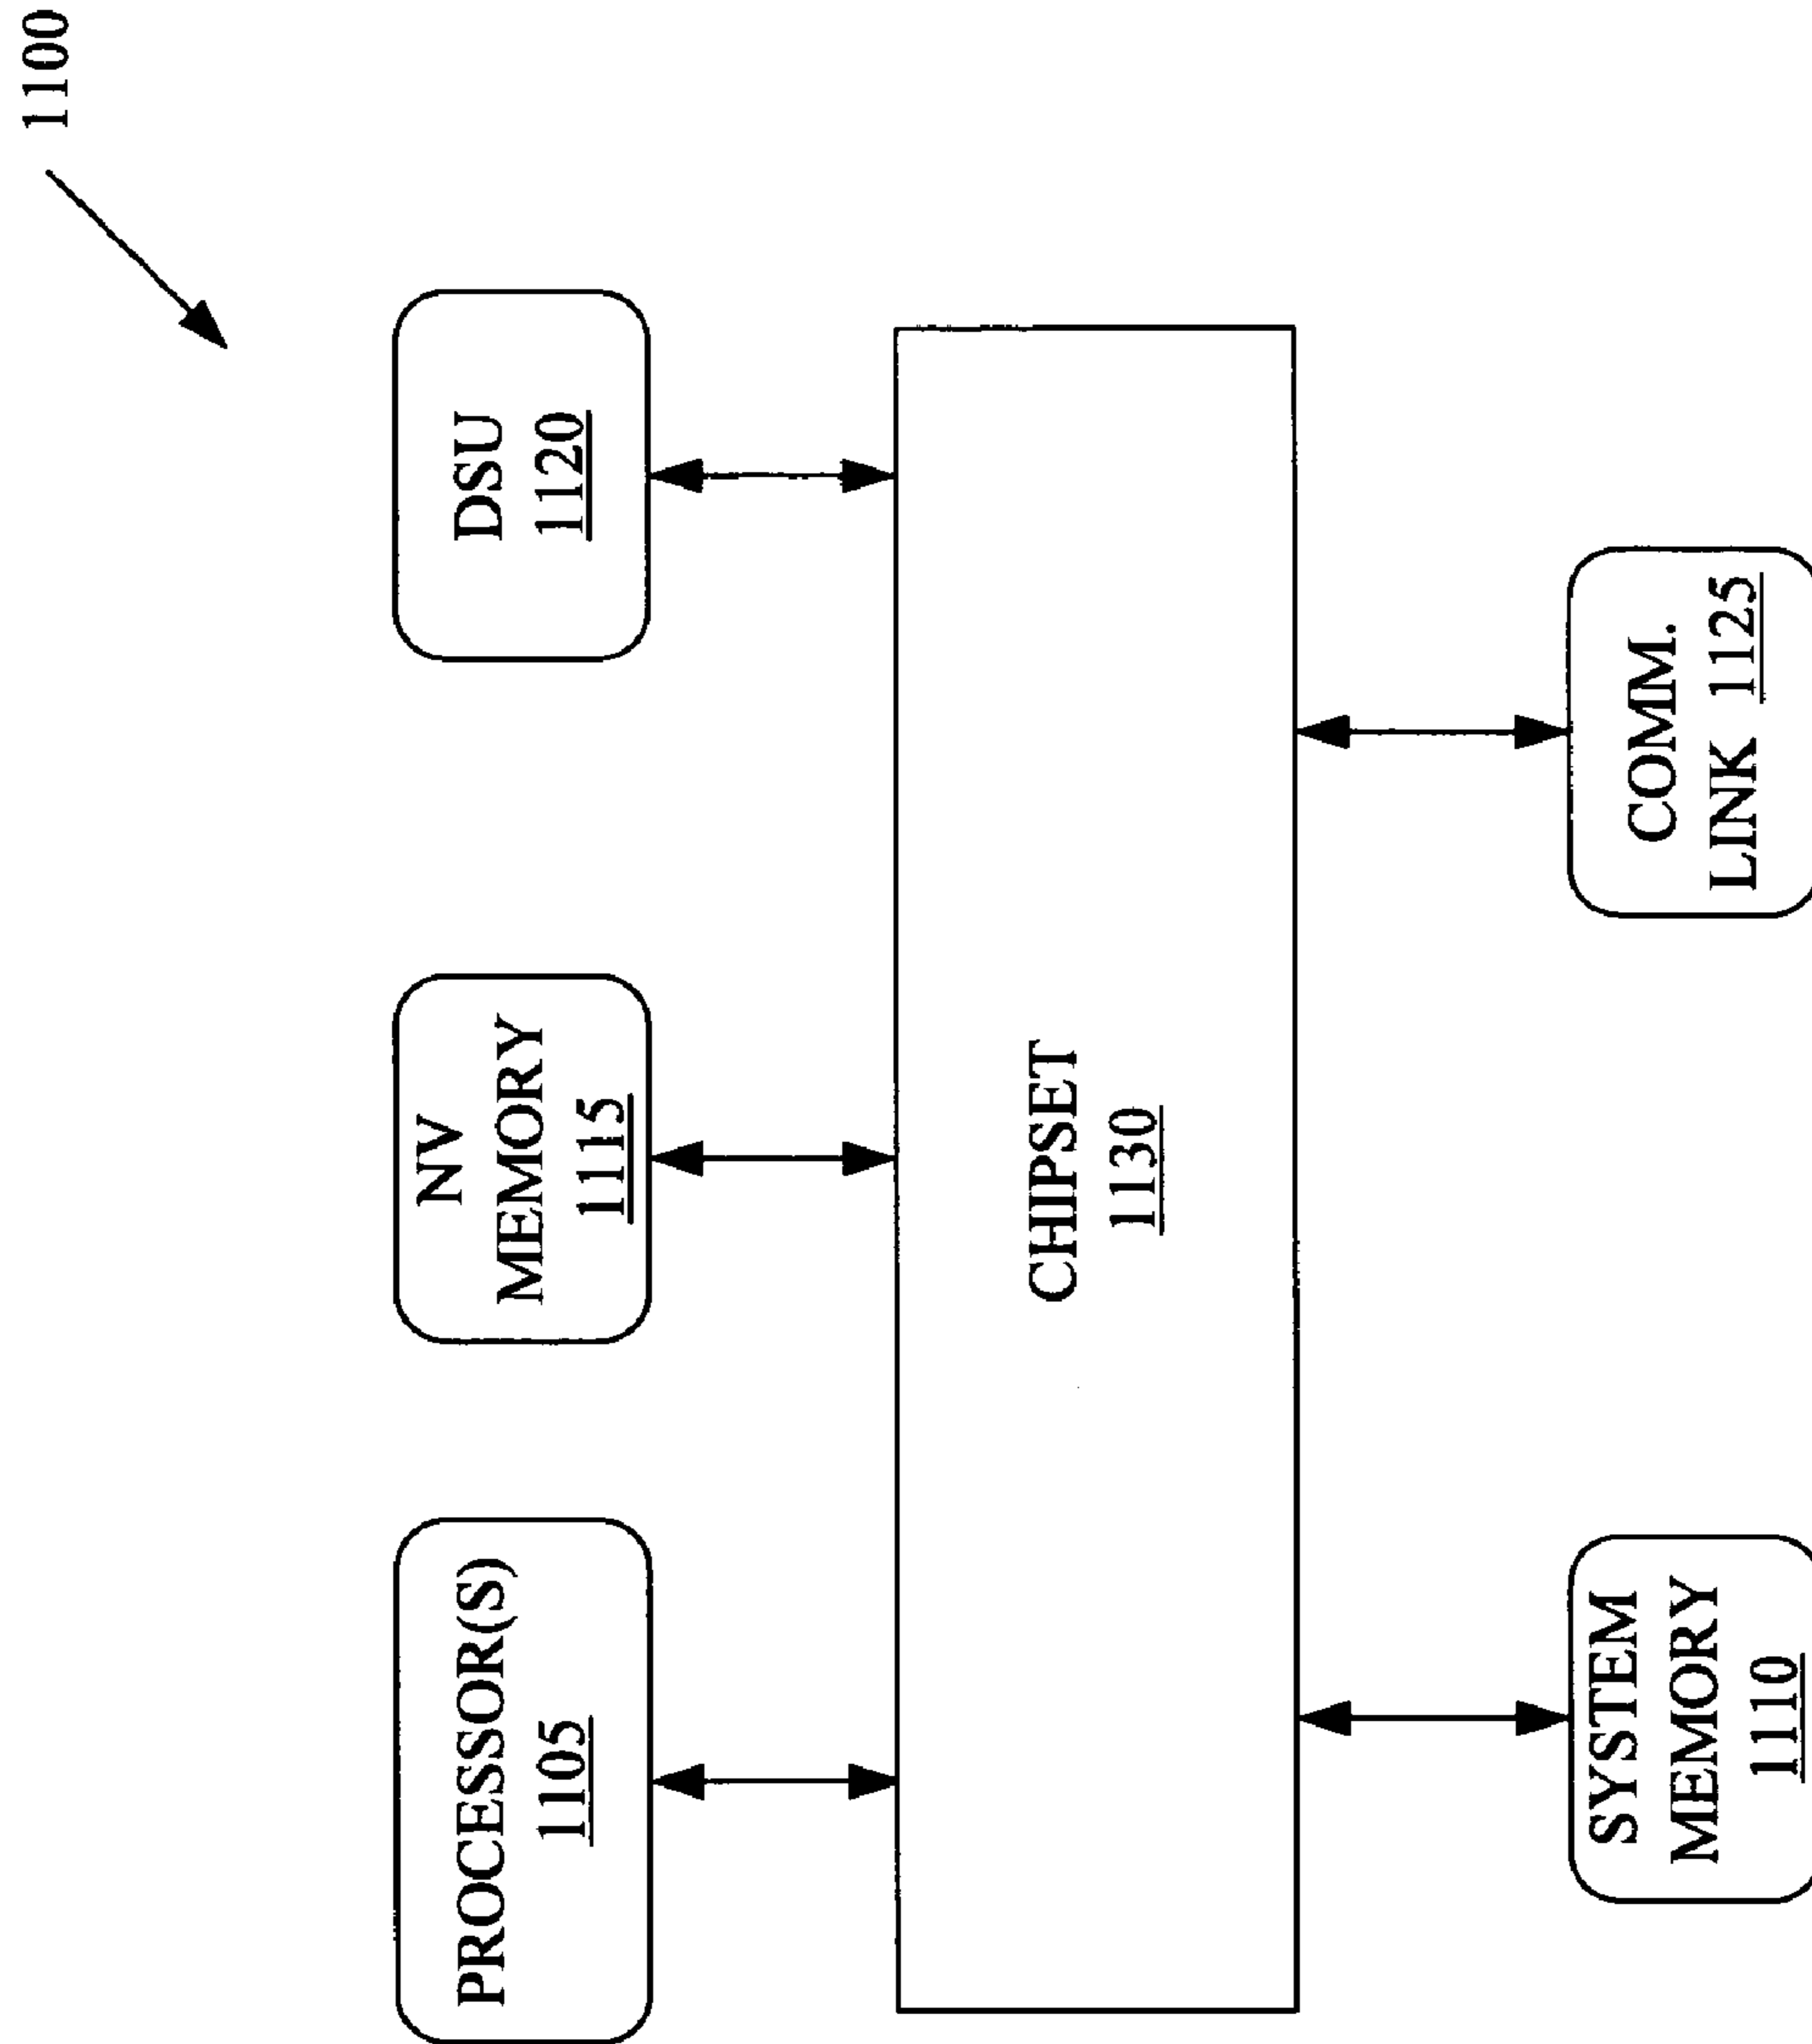 1100
PROCESSOR(S)
1105
NV
MEMORY
1115
DSU
1120
CHIPSET
1130
SYSTEM
MEMORY
1110
COMM.
LINK 1125